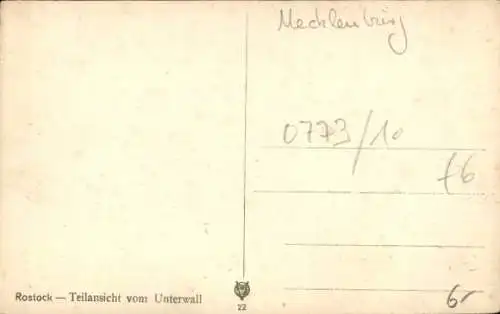 Mecklenburg
0773/10
f6
6,-
Rostock — Teilansicht vom Unterwall
22